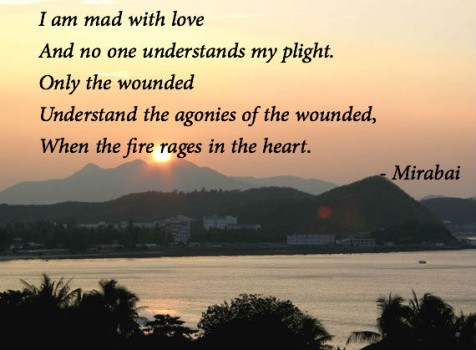 I am mad with love
And no one understands my plight.
Only the wounded
Understand the agonies of the wounded,
When the fire rages in the heart.
- Mirabai